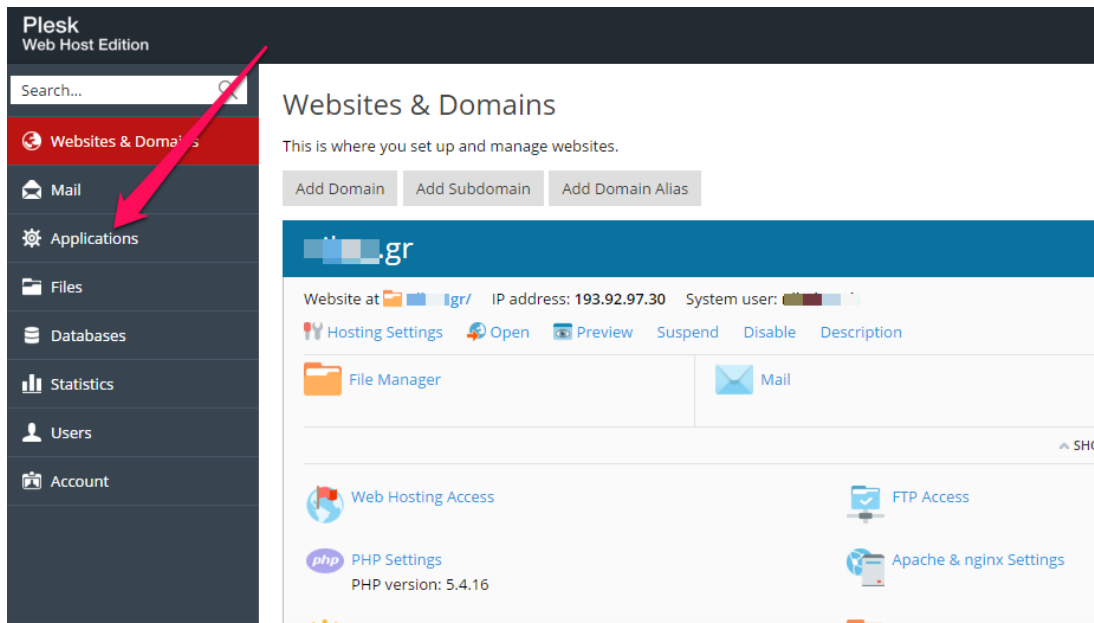 Plesk
Web Host Edition
Search...
Websites & Domains
Mail
Applications
Files
Databases
Statistics
Users
Account
Websites & Domains
This is where you set up and manage websites.
Add Domain Add Subdomain Add Domain Alias
.gr
Website at gr/ IP address: 193.92.97.30 System user:
Hosting Settings Open Preview Suspend Disable Description
File Manager Mail
SHO
Web Hosting Access FTP Access
php PHP Settings Apache & nginx Settings
PHP version: 5.4.16